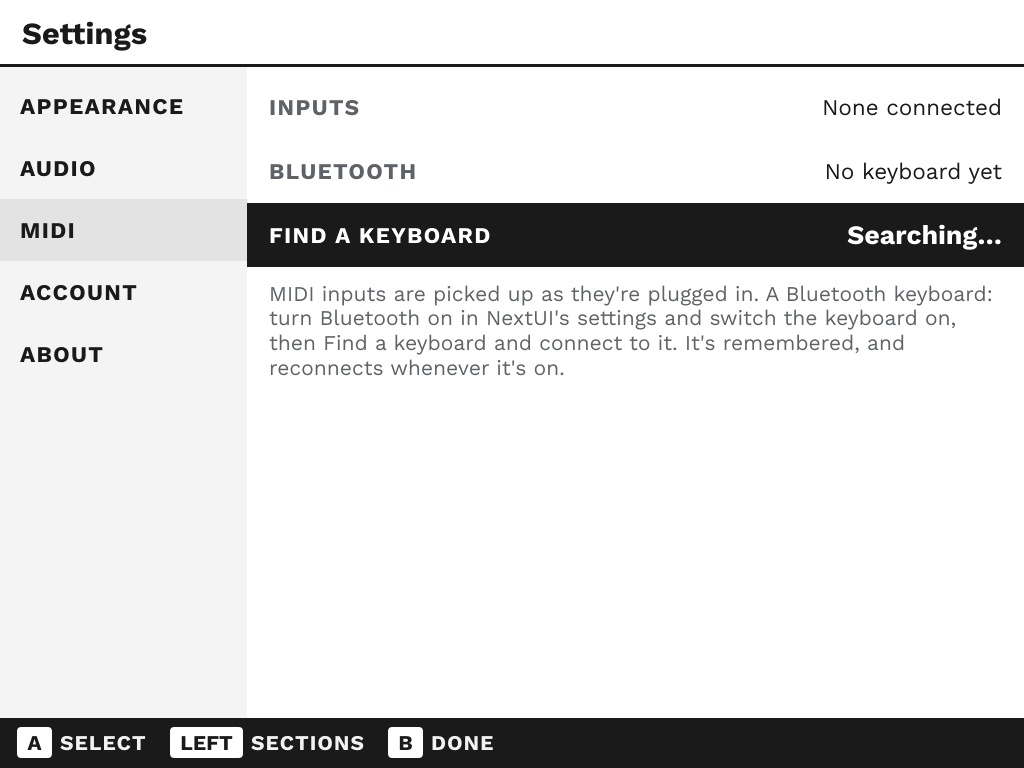 Settings
APPEARANCE
AUDIO
MIDI
ACCOUNT
ABOUT
INPUTS None connected
BLUETOOTH No keyboard yet
FIND A KEYBOARD Searching...
MIDI inputs are picked up as they're plugged in. A Bluetooth keyboard:
turn Bluetooth on in NextUI's settings and switch the keyboard on,
then Find a keyboard and connect to it. It's remembered, and
reconnects whenever it's on.
A SELECT LEFT SECTIONS B DONE